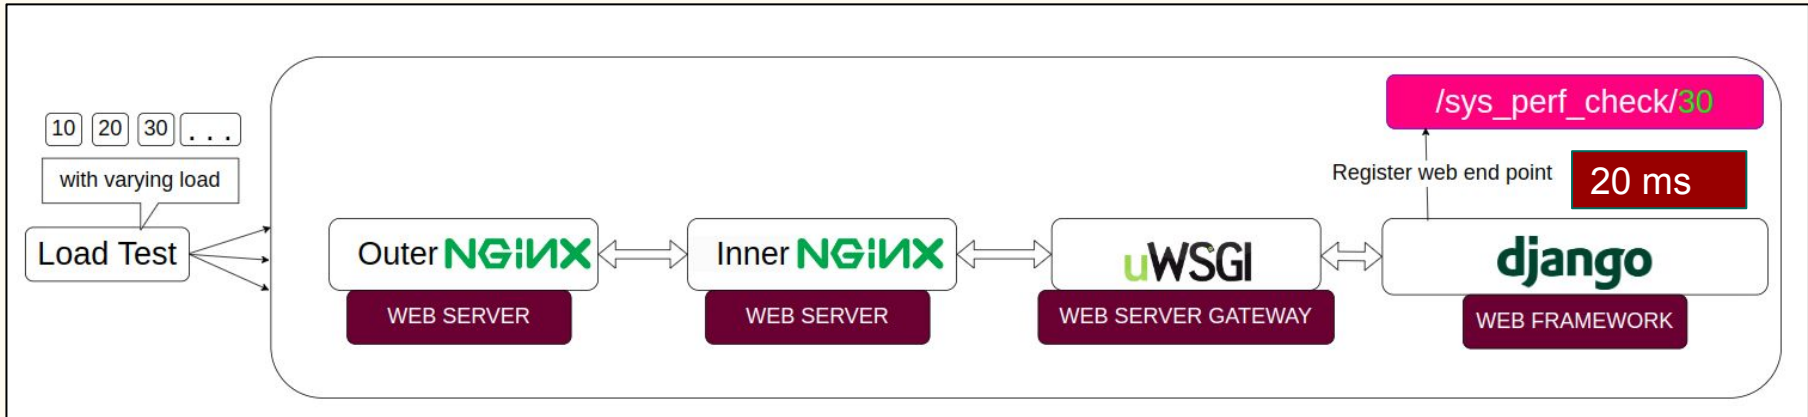 /sys_perf_check/30
10 20 30 . . .
with varying load
Register web end point
20 ms
Load Test
Outer NGINX
Inner NGINX
uWSGI
django
WEB SERVER
WEB SERVER
WEB SERVER GATEWAY
WEB FRAMEWORK